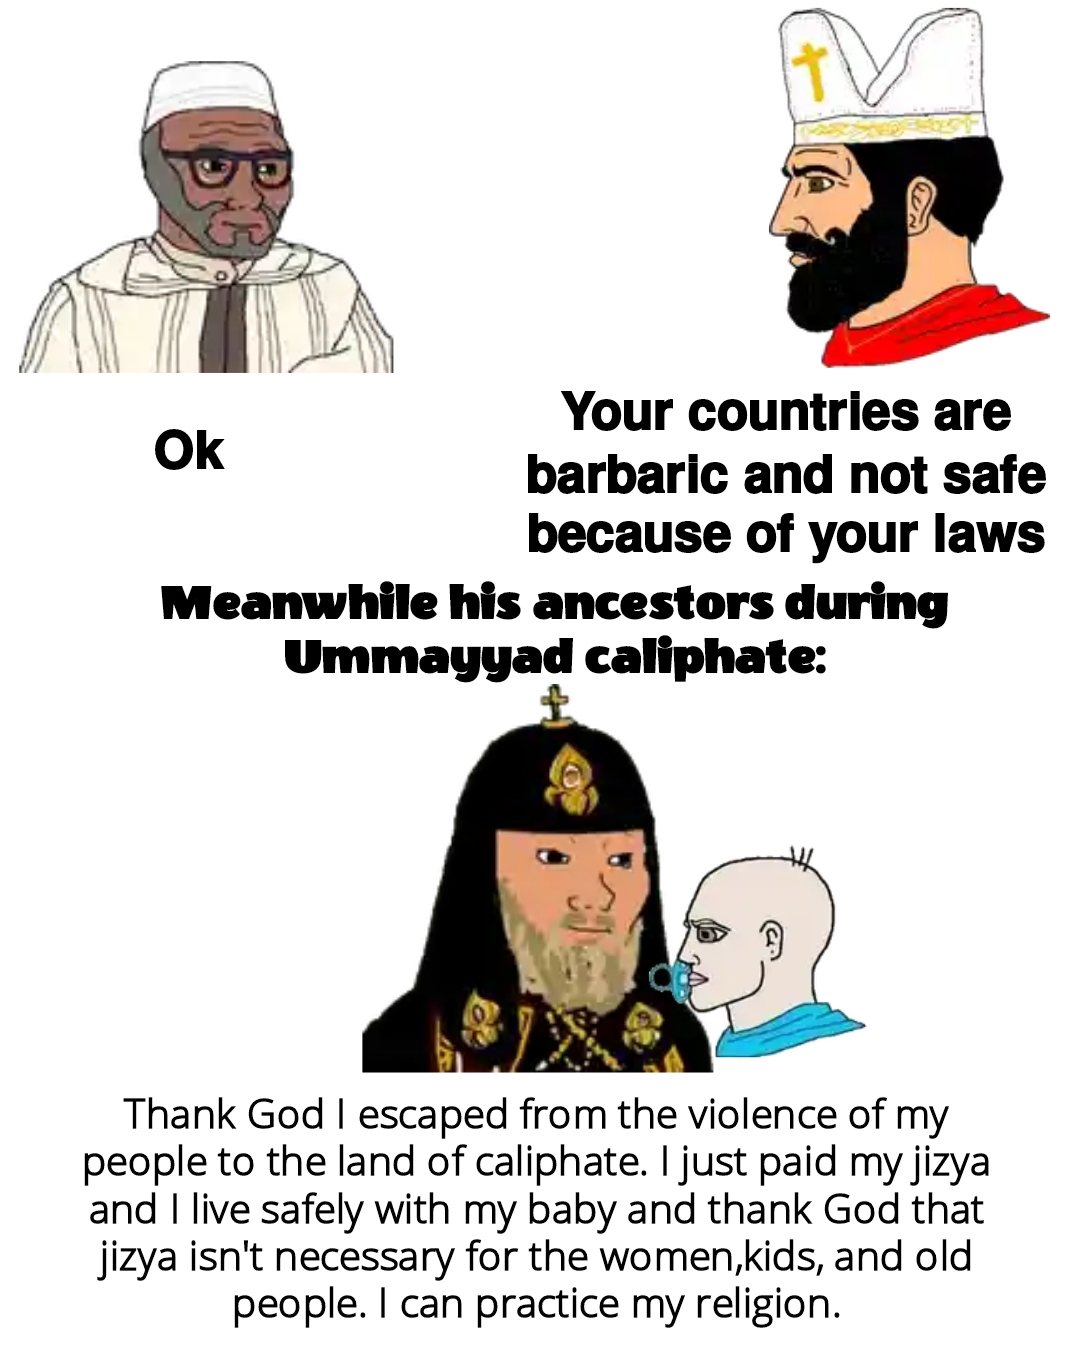 Ok
Your countries are
barbaric and not safe
because of your laws
Meanwhile his ancestors during
Ummayyad caliphate:
Thank God I escaped from the violence of my
people to the land of caliphate. I just paid my jizya
and I live safely with my baby and thank God that
jizya isn't necessary for the women,kids, and old
people. I can practice my religion.